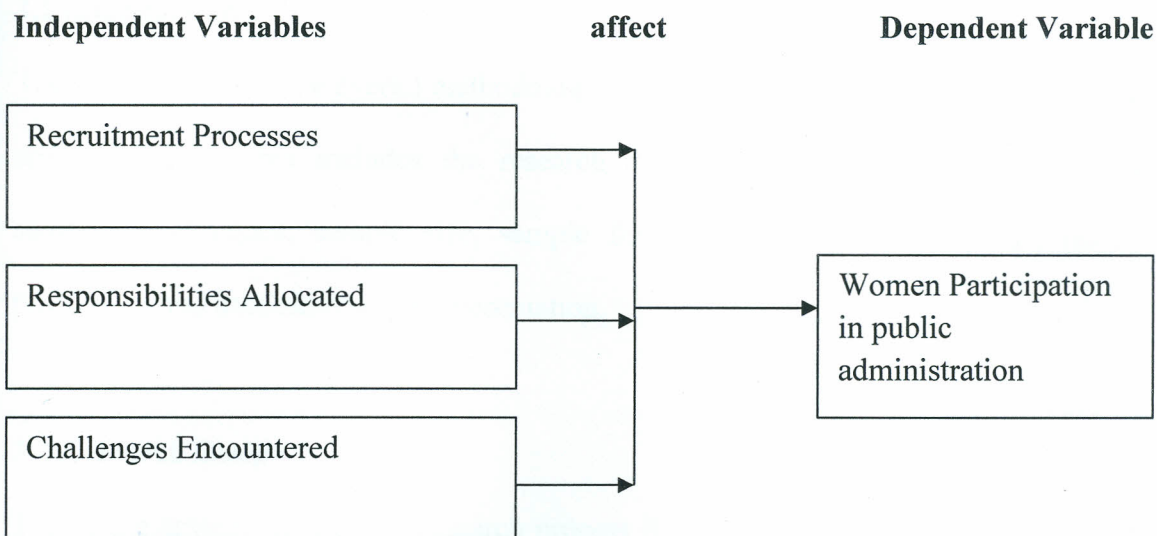 Independent Variables affect Dependent Variable
Recruitment Processes
Responsibilities Allocated
Challenges Encountered
Women Participation
in public
administration